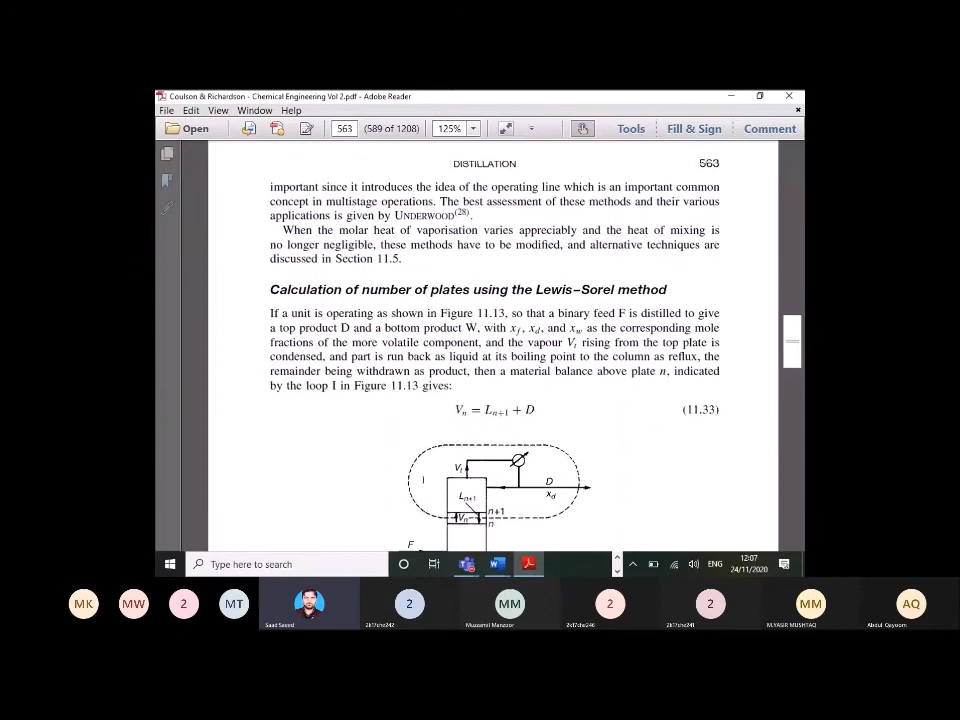 Coulson & Richardson - Chemical Engineering Vol 2.pdf - Adobe Reader
File Edit View Window Help
Open 563 (589 of 1208) 125% Tools Fill & Sign Comment
DISTILLATION 563
important since it introduces the idea of the operating line which is an important common
concept in multistage operations. The best assessment of these methods and their various
applications is given by UNDERWOOD(28).
When the molar heat of vaporisation varies appreciably and the heat of mixing is
no longer negligible, these methods have to be modified, and alternative techniques are
discussed in Section 11.5.
Calculation of number of plates using the Lewis–Sorel method
If a unit is operating as shown in Figure 11.13, so that a binary feed F is distilled to give
a top product D and a bottom product W, with xf, xd, and xw as the corresponding mole
fractions of the more volatile component, and the vapour Vt rising from the top plate is
condensed, and part is run back as liquid at its boiling point to the column as reflux, the
remainder being withdrawn as product, then a material balance above plate n, indicated
by the loop I in Figure 11.13 gives:
Vn = Ln+1 + D (11.33)
Vt
I
D
xd
Ln+1
n+1
Vn
n
F
Type here to search
ENG
12:07
24/11/2020
MK MW 2 MT 2 MM 2 2 MM AQ
Saad Saeed 2k17che242 Muzzamil Manzoor 2k17che246 2k17che241 M.YASIR MUSHTAQ Abdul Qayoom